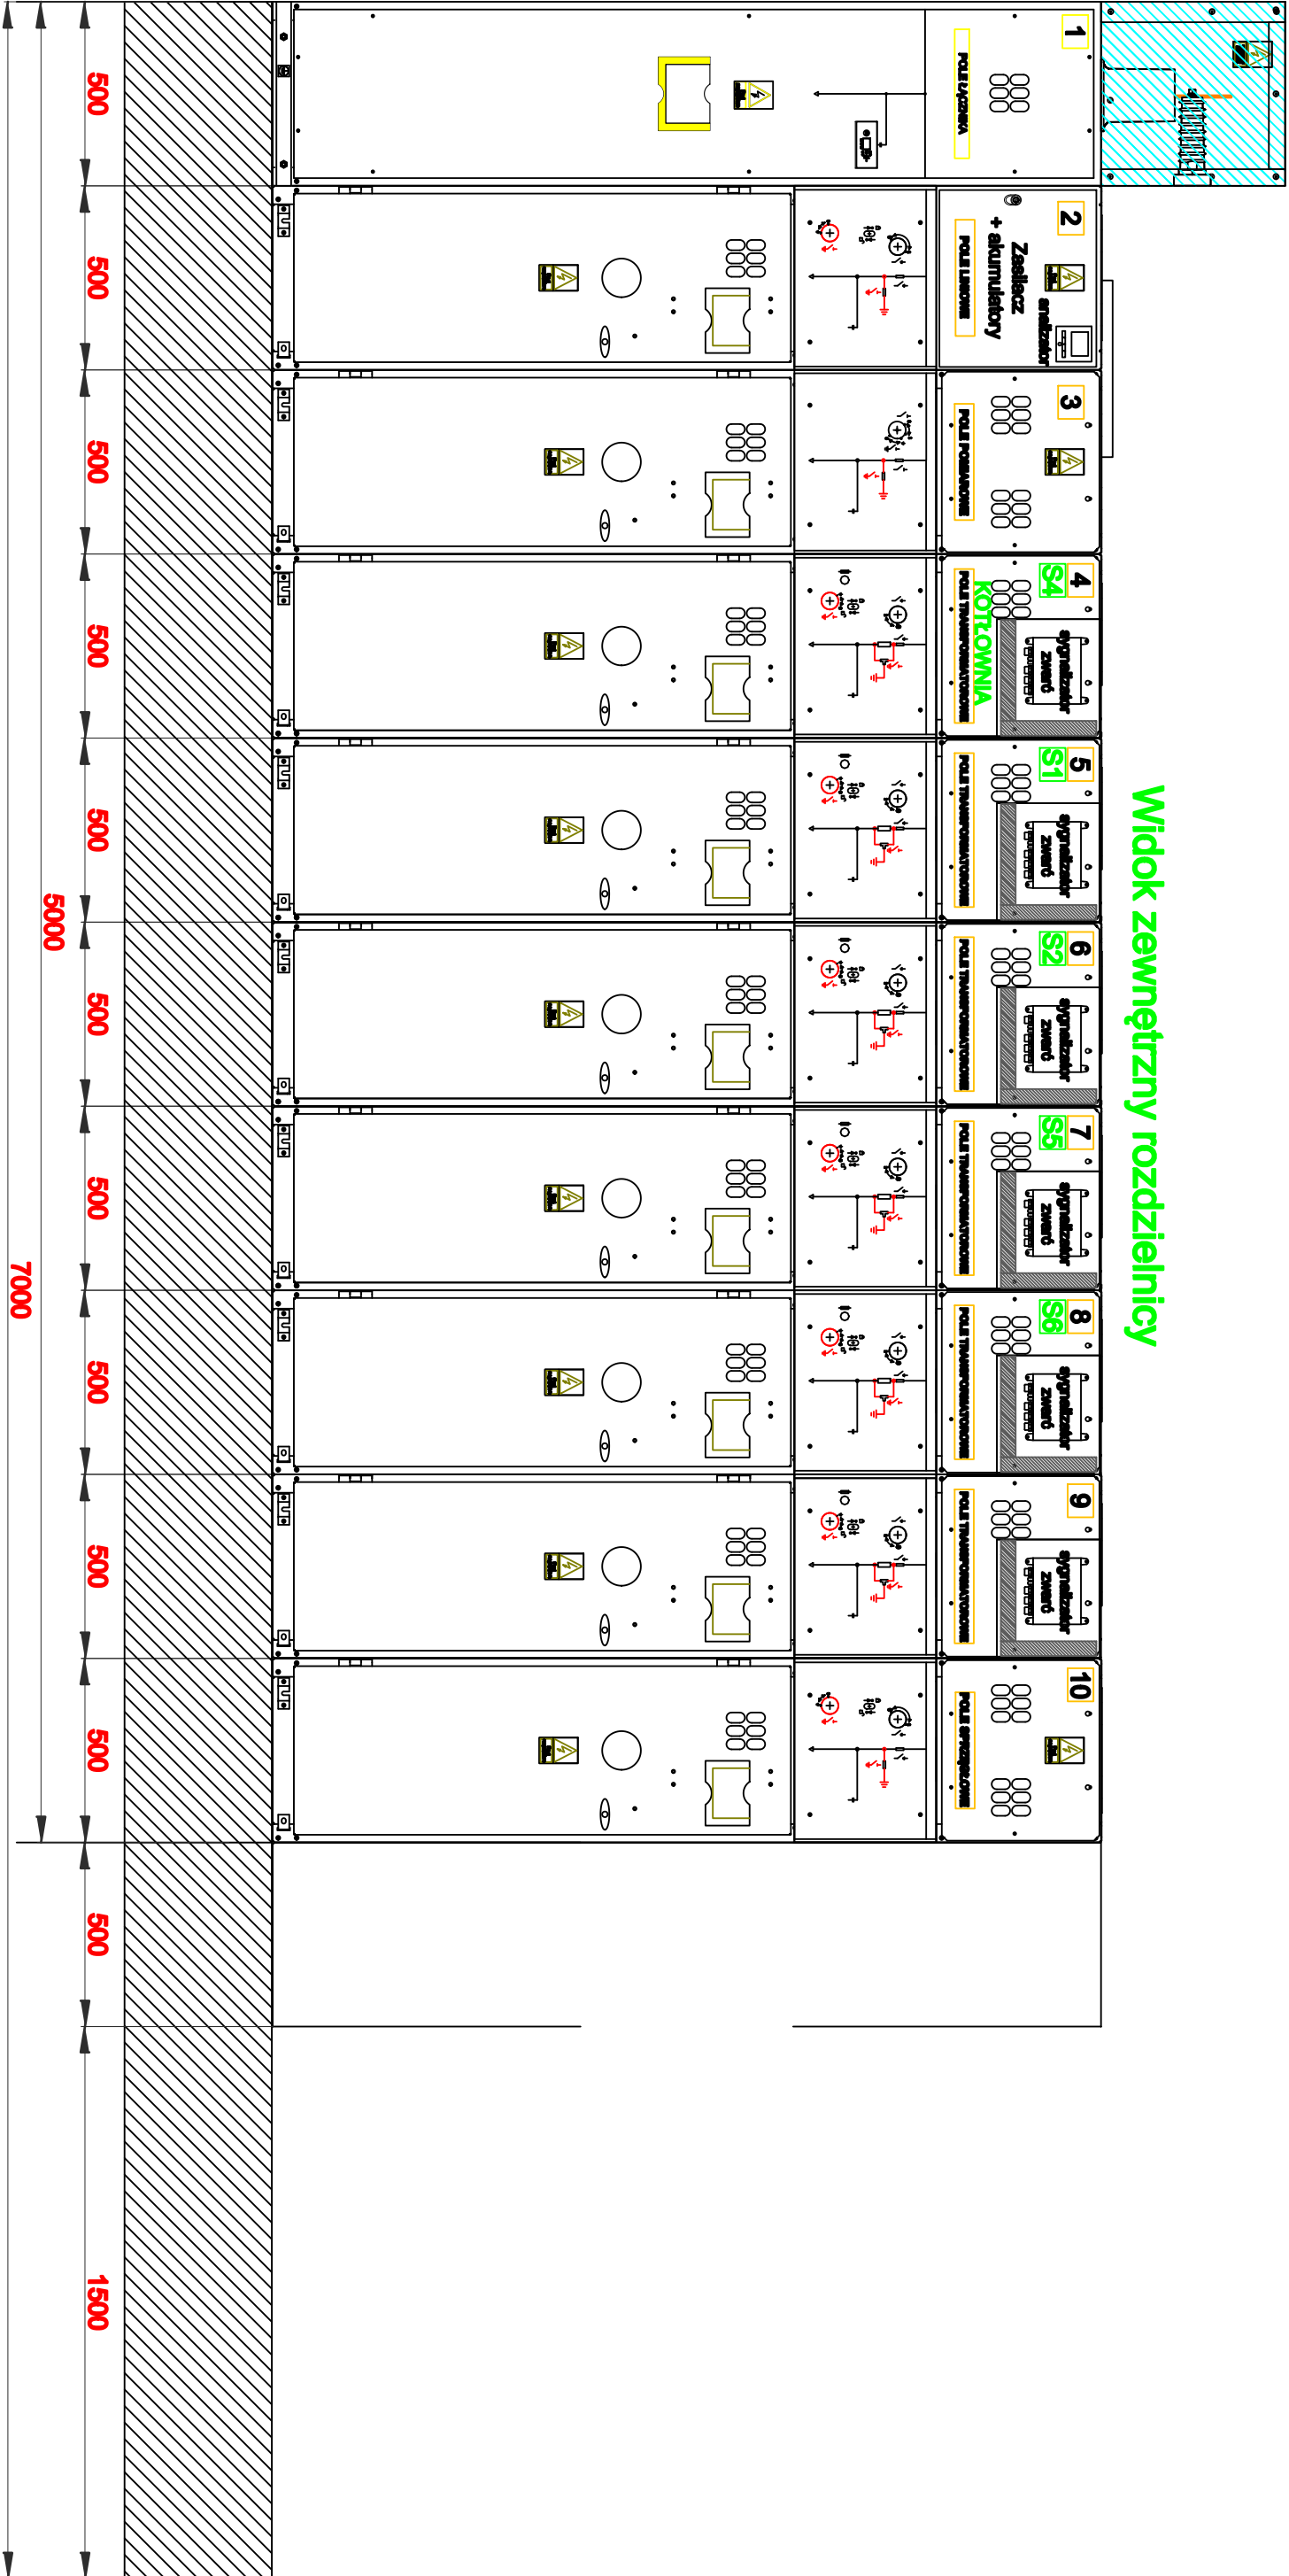 Widok zewnętrzny rozdzielnicy
1
POLE ŁĄCZNIKA
2
analizator
Zasilacz
+ akumulatory
POLE LINIOWE
3
POLE POMIAROWE
4
S4
sygnalizator
zwarć
KOTŁOWNIA
POLE TRANSFORMATOROWE
5
S1
sygnalizator
zwarć
POLE TRANSFORMATOROWE
6
S2
sygnalizator
zwarć
POLE TRANSFORMATOROWE
7
S5
sygnalizator
zwarć
POLE TRANSFORMATOROWE
8
S6
sygnalizator
zwarć
POLE TRANSFORMATOROWE
9
sygnalizator
zwarć
POLE TRANSFORMATOROWE
10
POLE SPRZĘGŁOWE
500 500 500 500 500 500 500 500 500 500 500 1500
5000
7000